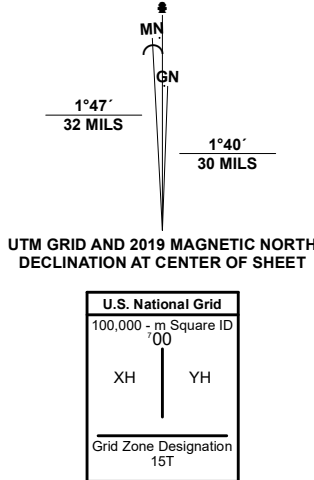 MN
GN
1°47´
32 MILS
1°40´
30 MILS
UTM GRID AND 2019 MAGNETIC NORTH
DECLINATION AT CENTER OF SHEET
U.S. National Grid
100,000 - m Square ID
⁷00
XH YH
Grid Zone Designation
15T